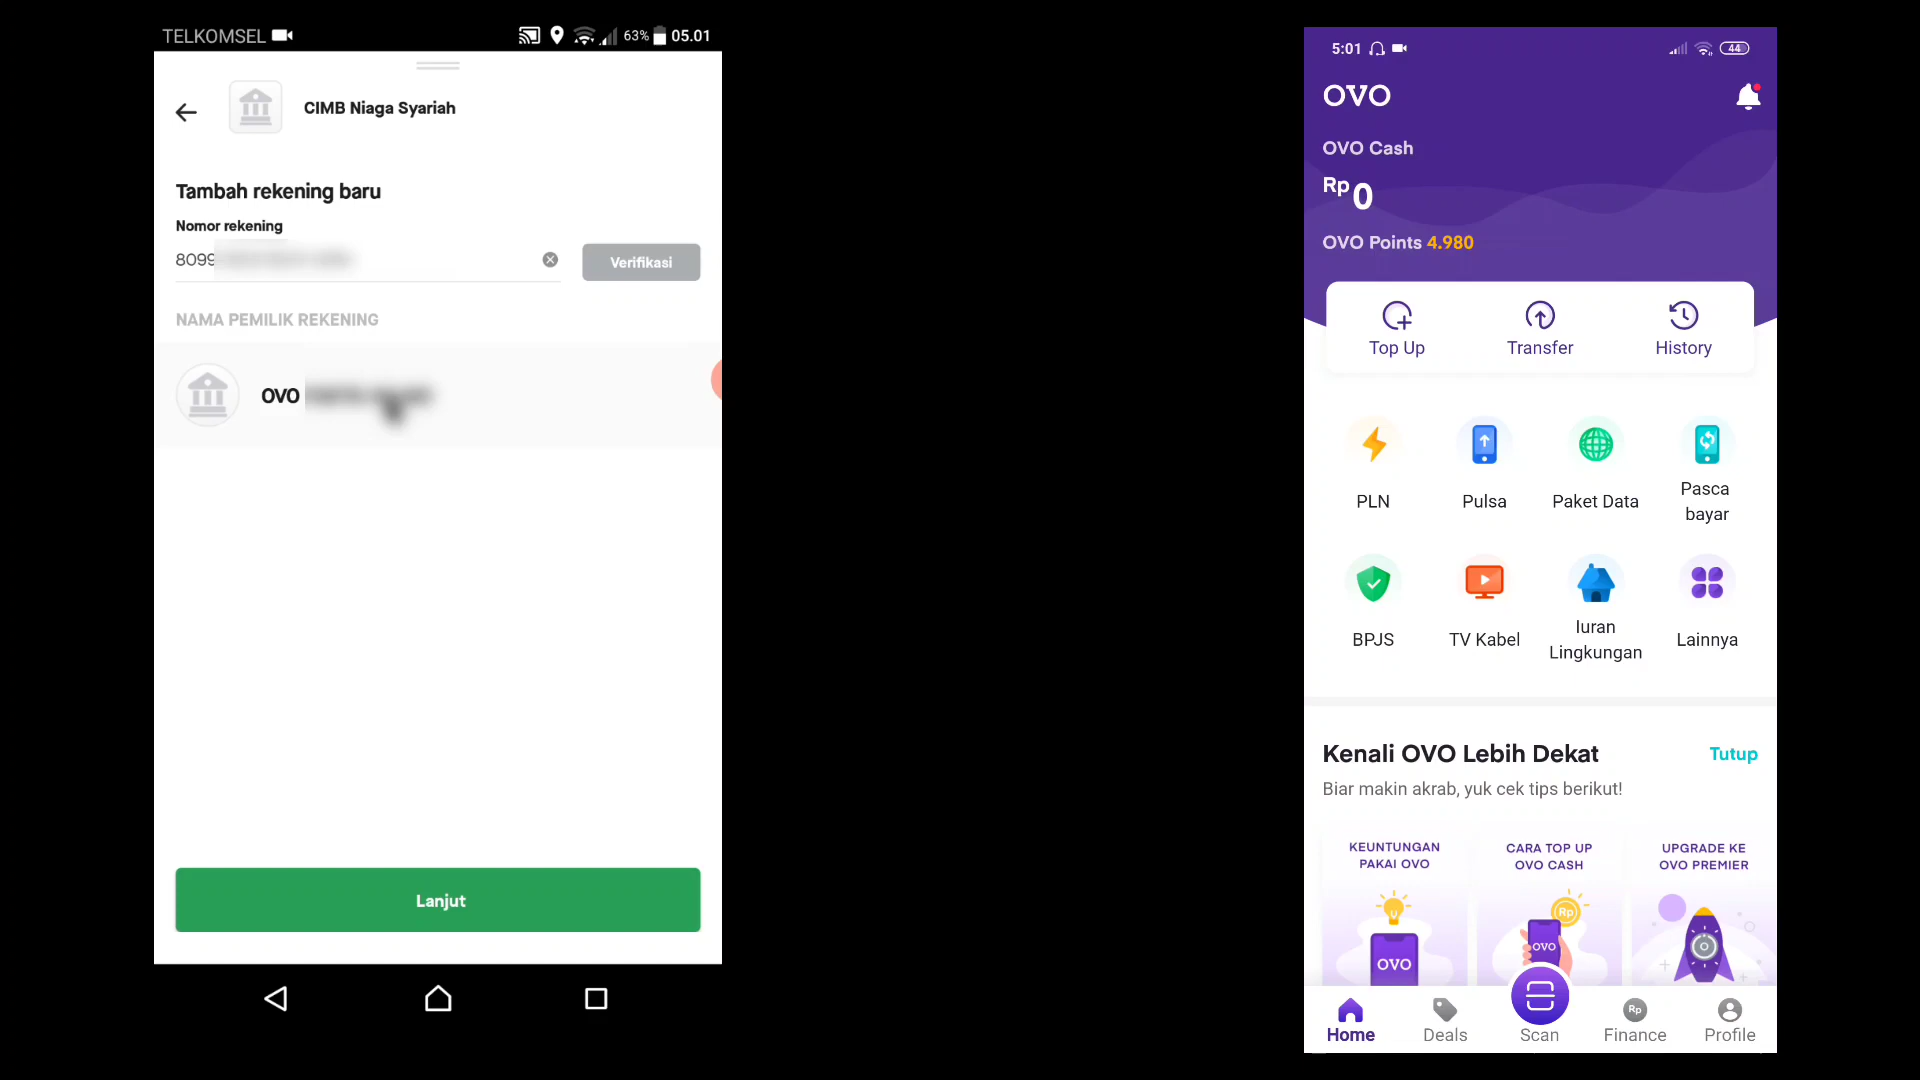 TELKOMSEL
63% 05.01
CIMB Niaga Syariah
Tambah rekening baru
Nomor rekening
8099
Verifikasi
NAMA PEMILIK REKENING
OVO
Lanjut
5:01
44
OVO
OVO Cash
Rp 0
OVO Points 4.980
Top Up
Transfer
History
PLN
Pulsa
Paket Data
Pasca
bayar
BPJS
TV Kabel
Iuran
Lingkungan
Lainnya
Kenali OVO Lebih Dekat
Tutup
Biar makin akrab, yuk cek tips berikut!
KEUNTUNGAN
PAKAI OVO
CARA TOP UP
OVO CASH
UPGRADE KE
OVO PREMIER
Rp
OVO
OVO
Rp
Home
Deals
Scan
Finance
Profile